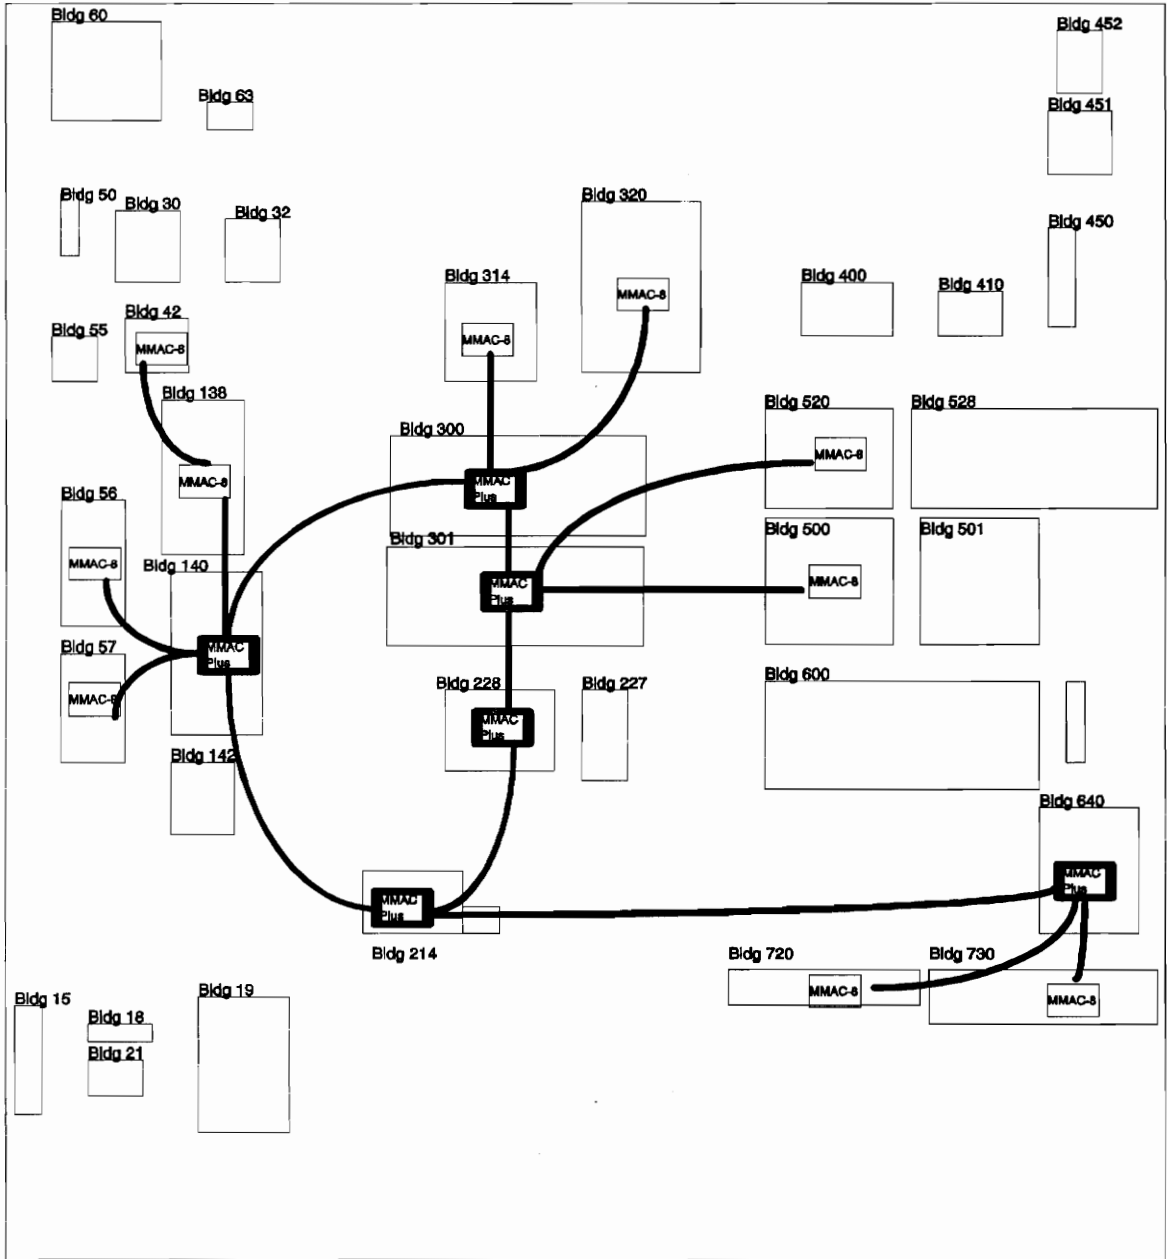 Bldg 60
Bldg 452
Bldg 63
Bldg 451
Bldg 50
Bldg 30
Bldg 32
Bldg 320
Bldg 450
Bldg 314
Bldg 400
Bldg 410
MMAC-8
Bldg 42
Bldg 55
MMAC-8
MMAC-8
Bldg 138
Bldg 520
Bldg 528
Bldg 300
MMAC-8
MMAC-8
MMAC
Plus
Bldg 56
Bldg 301
Bldg 500
Bldg 501
MMAC-8
Bldg 140
MMAC
Plus
MMAC-8
Bldg 57
MMAC
Plus
MMAC-8
Bldg 228
Bldg 227
Bldg 600
MMAC
Plus
Bldg 142
Bldg 640
MMAC
Plus
MMAC
Plus
Bldg 214
Bldg 720
Bldg 730
MMAC-8
MMAC-8
Bldg 15
Bldg 19
Bldg 18
Bldg 21